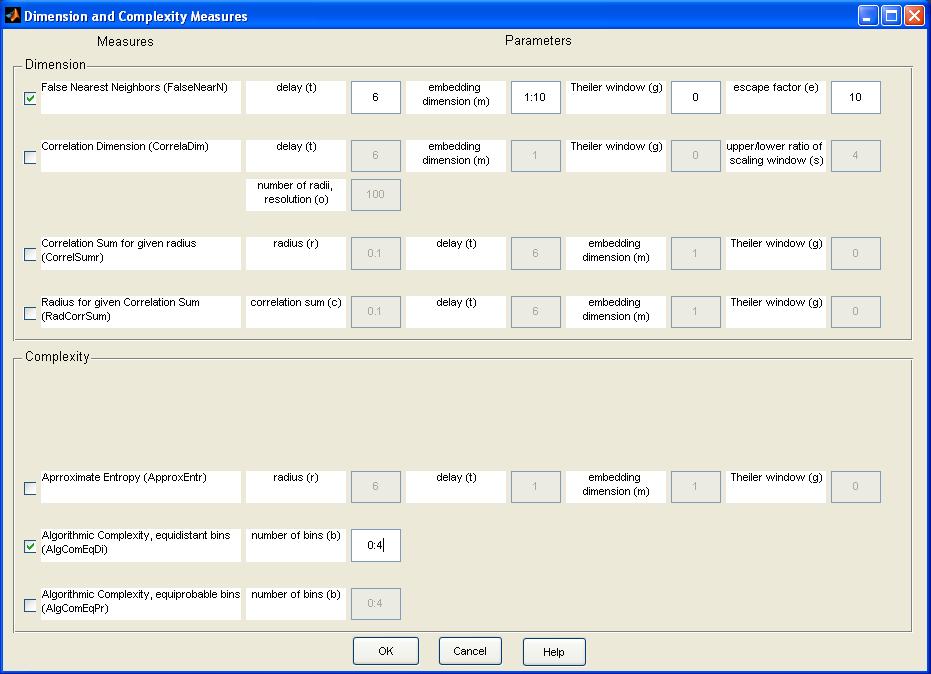 Dimension and Complexity Measures
Measures Parameters
Dimension
False Nearest Neighbors (FalseNearN) delay (t) 6 embedding dimension (m) 1:10 Theiler window (g) 0 escape factor (e) 10
Correlation Dimension (CorrelaDim) delay (t) 6 embedding dimension (m) 1 Theiler window (g) 0 upper/lower ratio of scaling window (s) 4
number of radii, resolution (o) 100
Correlation Sum for given radius (CorrelSumr) radius (r) 0.1 delay (t) 6 embedding dimension (m) 1 Theiler window (g) 0
Radius for given Correlation Sum (RadCorrSum) correlation sum (c) 0.1 delay (t) 6 embedding dimension (m) 1 Theiler window (g) 0
Complexity
Aprroximate Entropy (ApproxEntr) radius (r) 6 delay (t) 1 embedding dimension (m) 1 Theiler window (g) 0
Algorithmic Complexity, equidistant bins (AlgComEqDi) number of bins (b) 0:4
Algorithmic Complexity, equiprobable bins (AlgComEqPr) number of bins (b) 0:4
OK Cancel Help